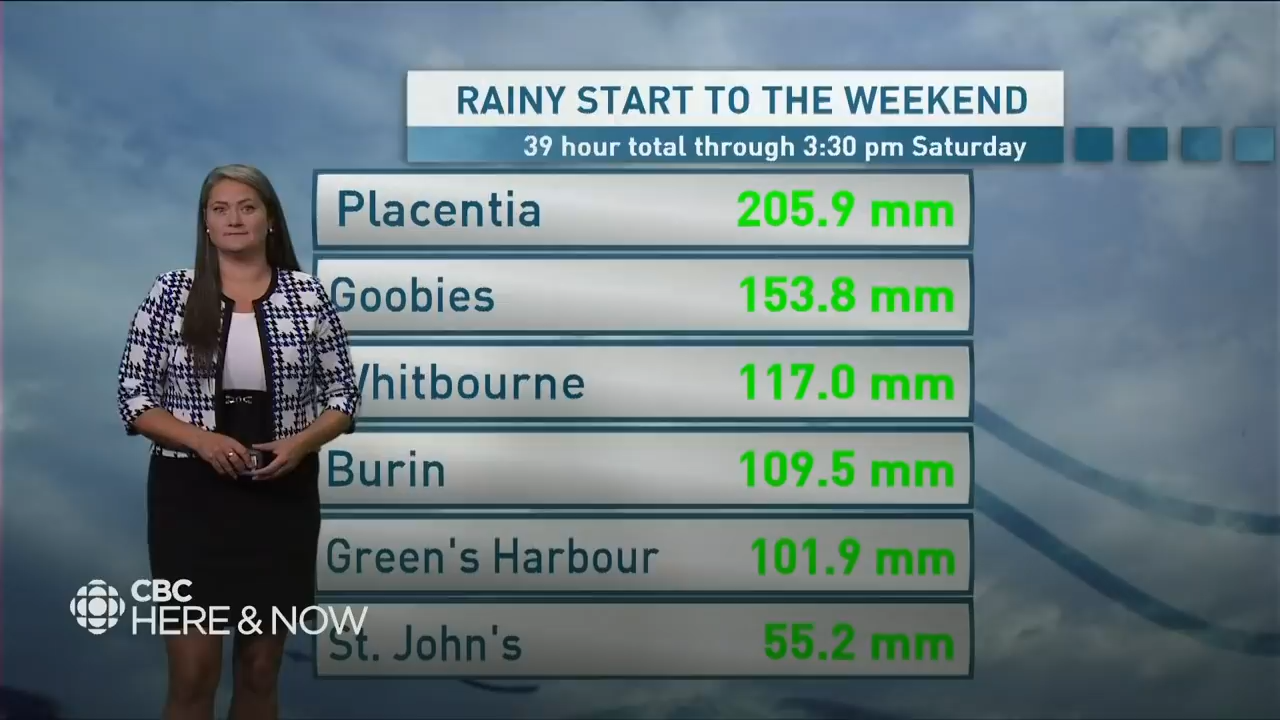 RAINY START TO THE WEEKEND
39 hour total through 3:30 pm Saturday
Placentia 205.9 mm
Goobies 153.8 mm
Whitbourne 117.0 mm
Burin 109.5 mm
Green's Harbour 101.9 mm
St. John's 55.2 mm
CBC
HERE & NOW